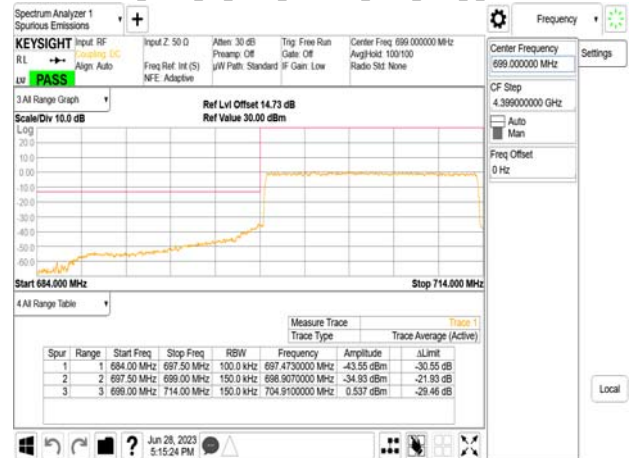 Spectrum Analyzer 1
Spurious Emissions
Frequency
KEYSIGHT
Input: RF
Coupling: DC
Align: Auto
Input Z: 50 Ω
Freq Ref: Int (S)
NFE: Adaptive
Atten: 30 dB
Preamp: Off
µW Path: Standard
Trig: Free Run
Gate: Off
IF Gain: Low
Center Freq: 699.000000 MHz
Avg|Hold: 100/100
Radio Std: None
RL
PASS
Center Frequency
699.000000 MHz
Settings
CF Step
4.399000000 GHz
Auto
Man
Freq Offset
0 Hz
3 All Range Graph
Ref Lvl Offset 14.73 dB
Scale/Div 10.0 dB
Ref Value 30.00 dBm
Log
20.0
10.0
0.00
-10.0
-20.0
-30.0
-40.0
-50.0
-60.0
Start 684.000 MHz
Stop 714.000 MHz
4 All Range Table
Measure Trace Trace 1
Trace Type Trace Average (Active)
Spur Range Start Freq Stop Freq RBW Frequency Amplitude ΔLimit
1 1 684.00 MHz 697.50 MHz 100.0 kHz 697.4730000 MHz -43.55 dBm -30.55 dB
2 2 697.50 MHz 699.00 MHz 150.0 kHz 698.9070000 MHz -34.93 dBm -21.93 dB
3 3 699.00 MHz 714.00 MHz 150.0 kHz 704.9100000 MHz 0.537 dBm -29.46 dB
Local
Jun 28, 2023
5:15:24 PM